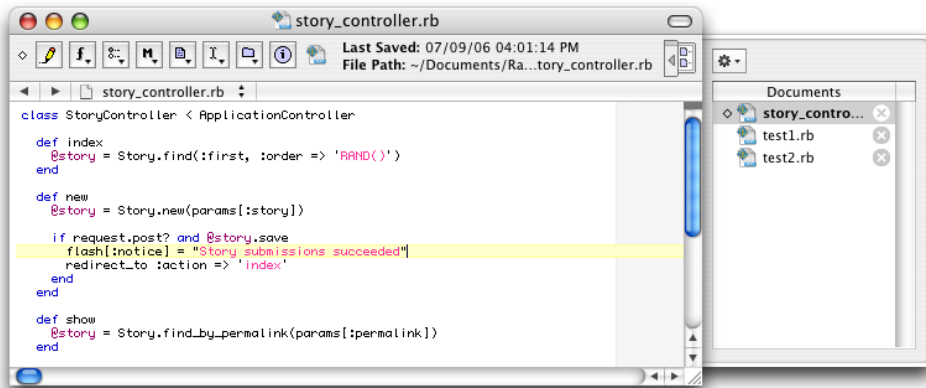 story_controller.rb
Last Saved: 07/09/06 04:01:14 PM
File Path: ~/Documents/Ra...tory_controller.rb
story_controller.rb
class StoryController < ApplicationController
def index
@story = Story.find(:first, :order => 'RAND()')
end
def new
@story = Story.new(params[:story])
if request.post? and @story.save
flash[:notice] = "Story submissions succeeded"
redirect_to :action => 'index'
end
end
def show
@story = Story.find_by_permalink(params[:permalink])
end
Documents
story_contro...
test1.rb
test2.rb